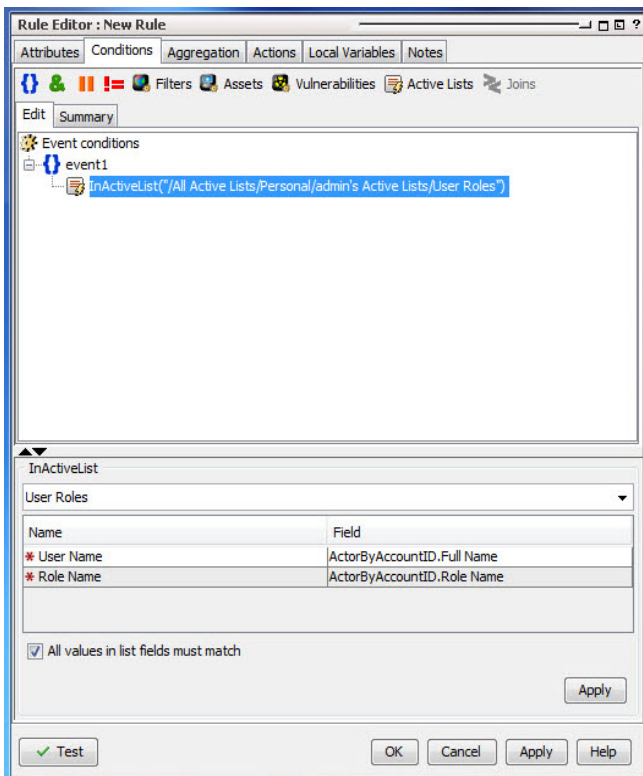 Rule Editor : New Rule
Attributes Conditions Aggregation Actions Local Variables Notes
{} & || != Filters Assets Vulnerabilities Active Lists Joins
Edit Summary
Event conditions
{} event1
InActiveList("/All Active Lists/Personal/admin's Active Lists/User Roles")
InActiveList
User Roles
Name Field
* User Name ActorByAccountID.Full Name
* Role Name ActorByAccountID.Role Name
All values in list fields must match
Apply
Test OK Cancel Apply Help